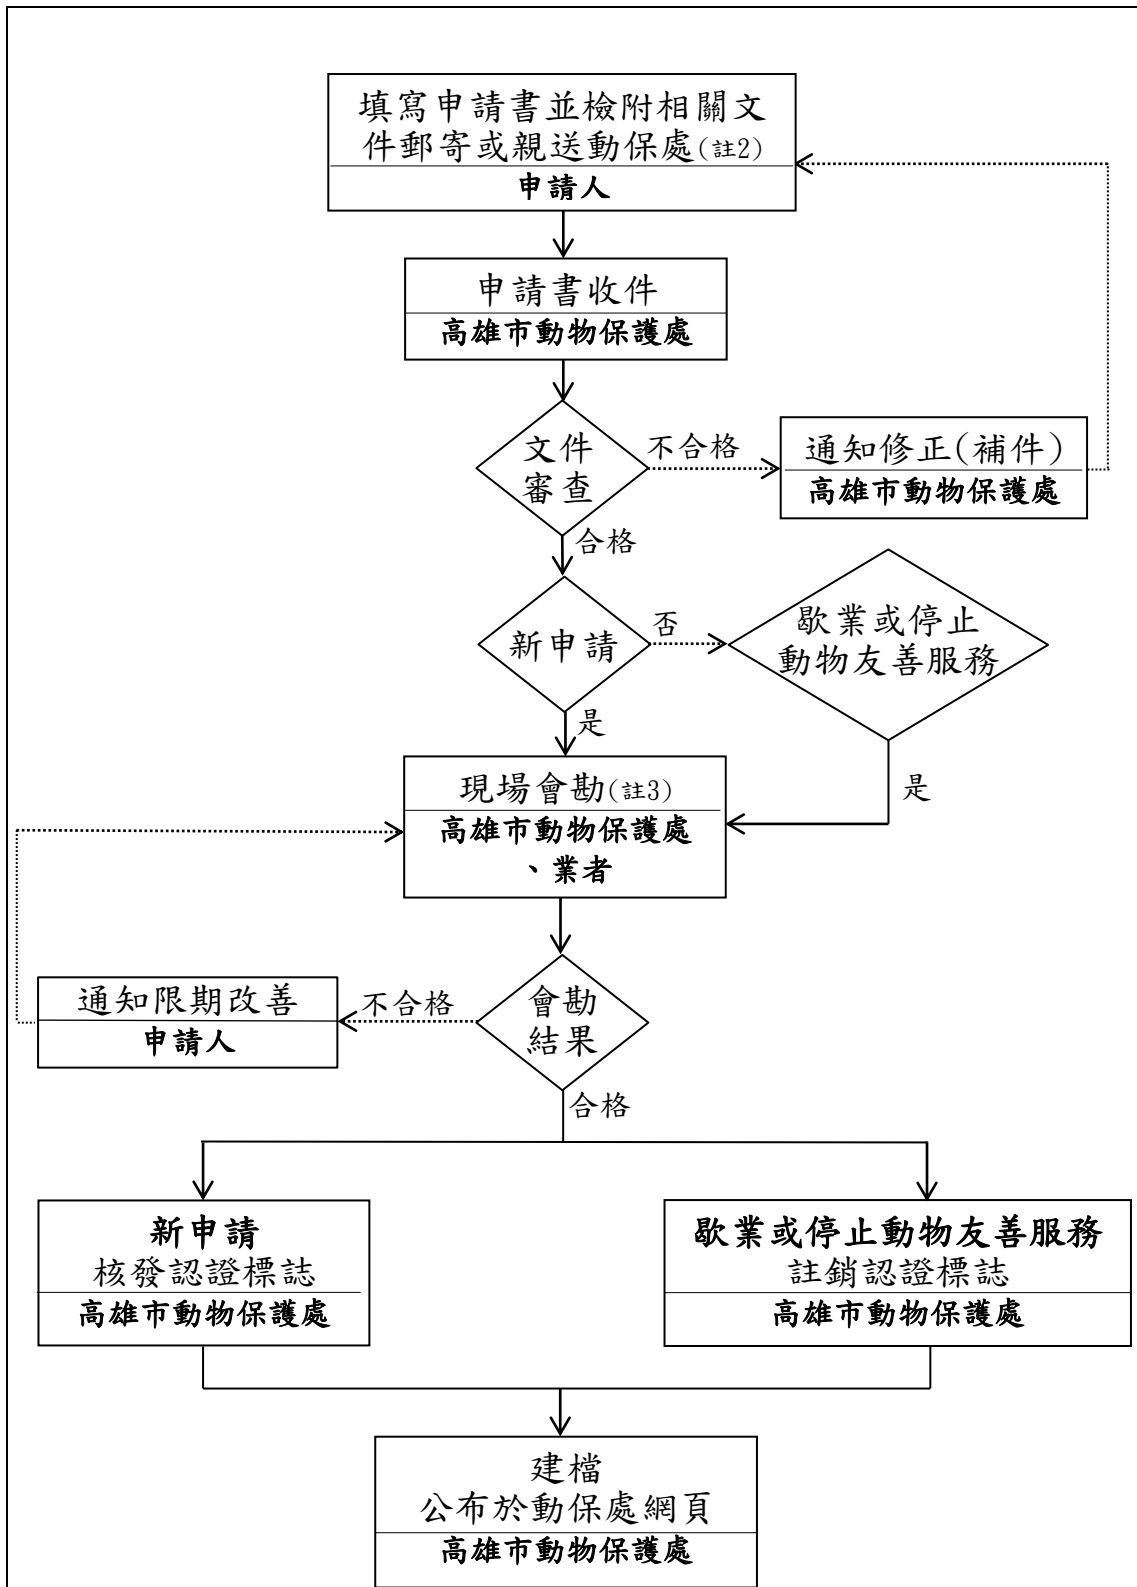 填寫申請書並檢附相關文
件郵寄或親送動保處(註2)
申請人
申請書收件
高雄市動物保護處
文件
審查
不合格
通知修正(補件)
高雄市動物保護處
合格
新申請
否
歇業或停止
動物友善服務
是
是
現場會勘(註3)
高雄市動物保護處
、業者
通知限期改善
申請人
不合格
會勘
結果
合格
新申請
核發認證標誌
高雄市動物保護處
歇業或停止動物友善服務
註銷認證標誌
高雄市動物保護處
建檔
公布於動保處網頁
高雄市動物保護處